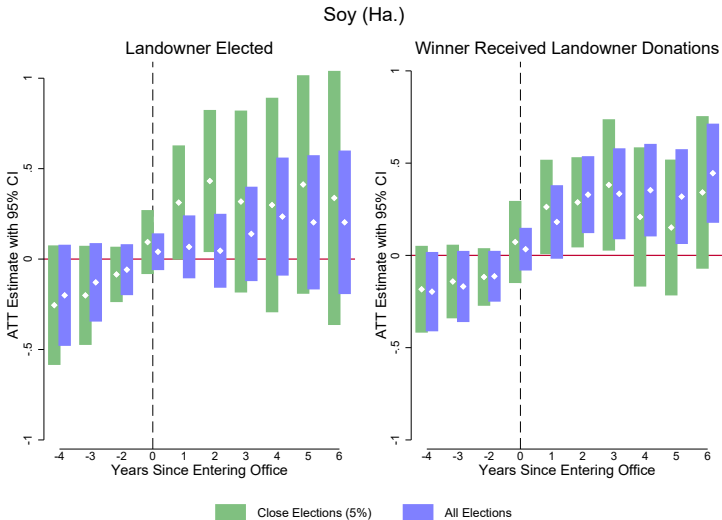 Soy (Ha.)
Landowner Elected
Winner Received Landowner Donations
ATT Estimate with 95% CI
1
.5
0
-.5
-1
-4 -3 -2 0 1 2 3 4 5 6
Years Since Entering Office
ATT Estimate with 95% CI
1
.5
0
-.5
-1
-4 -3 -2 0 1 2 3 4 5 6
Years Since Entering Office
Close Elections (5%)
All Elections